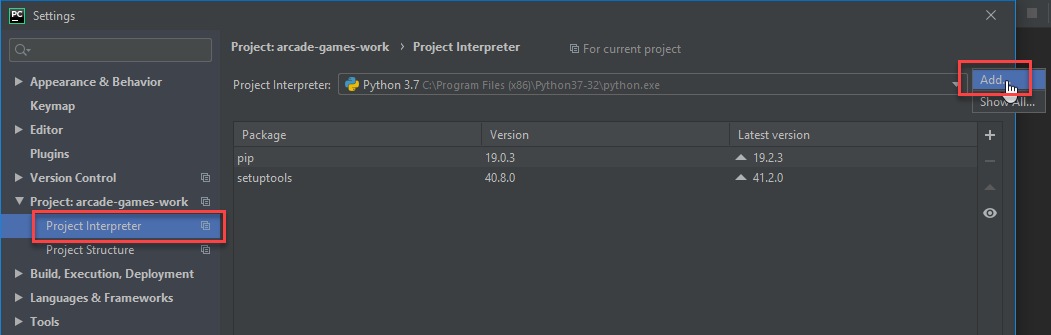 PC Settings
Project: arcade-games-work › Project Interpreter For current project
Appearance & Behavior
Keymap
Editor
Plugins
Version Control
Project: arcade-games-work
Project Interpreter
Project Structure
Build, Execution, Deployment
Languages & Frameworks
Tools
Project Interpreter: Python 3.7 C:\Program Files (x86)\Python37-32\python.exe
Add...
Show All...
Package Version Latest version
pip 19.0.3 19.2.3
setuptools 40.8.0 41.2.0